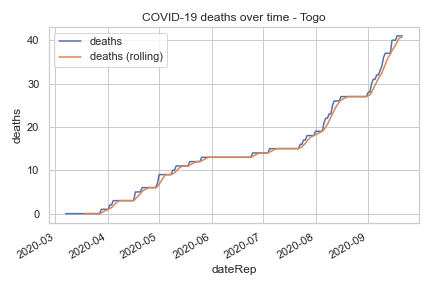 COVID-19 deaths over time - Togo
deaths
deaths (rolling)
40
30
20
10
0
deaths
2020-03
2020-04
2020-05
2020-06
2020-07
2020-08
2020-09
dateRep